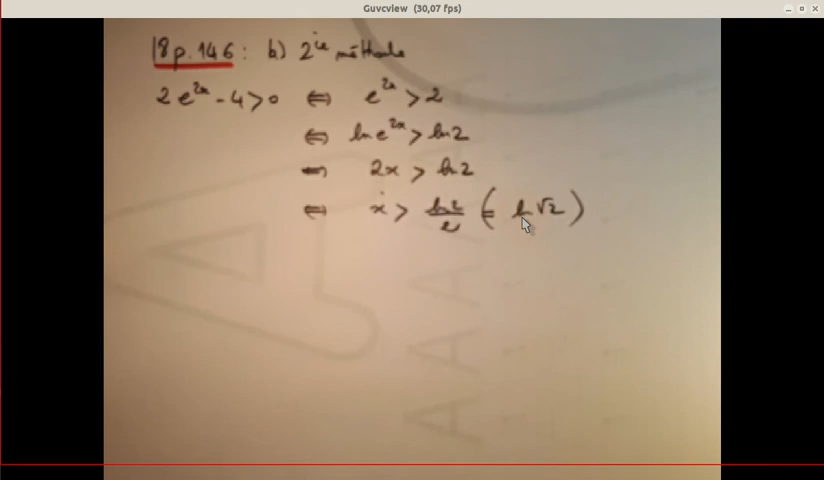 Guvcview (30,07 fps)
18 p. 146 : b) 2ie méthode
2e^{2x} - 4 > 0 ⇔ e^{2x} > 2
⇔ ln e^{2x} > ln 2
⇔ 2x > ln 2
⇔ x > ln2/2 (= ln √2)